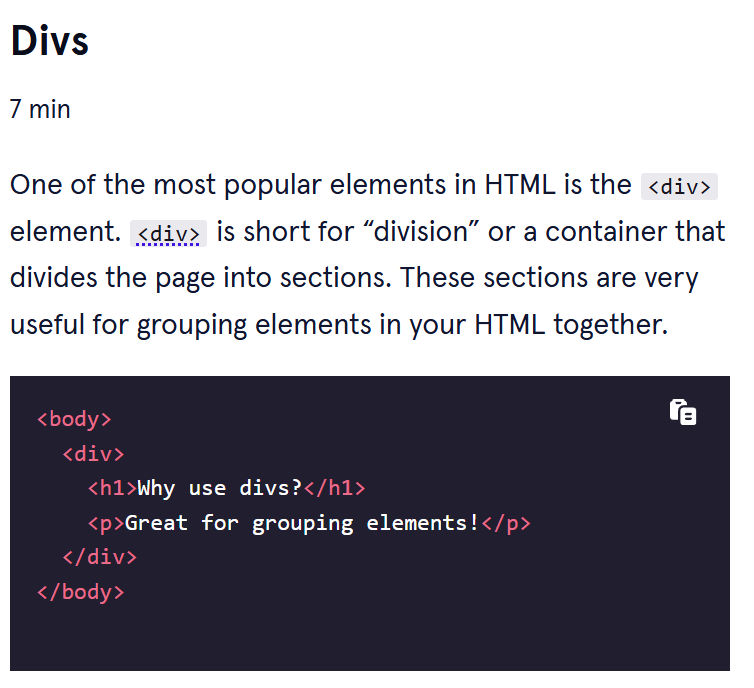 Divs
7 min
One of the most popular elements in HTML is the <div>
element. <div> is short for “division” or a container that
divides the page into sections. These sections are very
useful for grouping elements in your HTML together.
<body>
  <div>
    <h1>Why use divs?</h1>
    <p>Great for grouping elements!</p>
  </div>
</body>